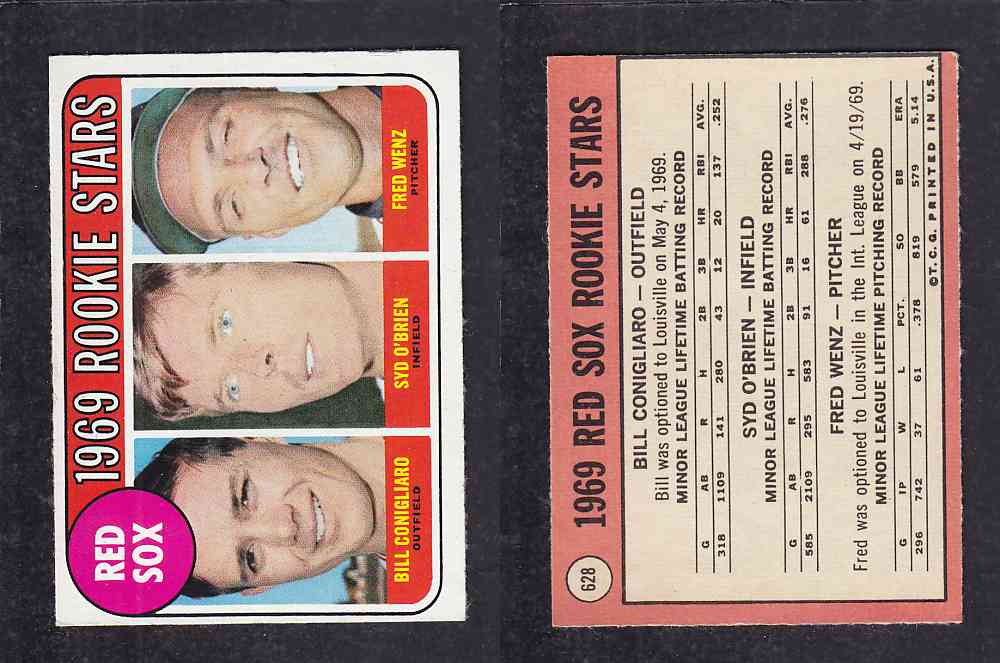 1969 ROOKIE STARS
RED
SOX
BILL CONIGLIARO
OUTFIELD
SYD O'BRIEN
INFIELD
FRED WENZ
PITCHER
628
1969 RED SOX ROOKIE STARS
BILL CONIGLIARO — OUTFIELD
Bill was optioned to Louisville on May 4, 1969.
MINOR LEAGUE LIFETIME BATTING RECORD
G AB R H 2B 3B HR RBI AVG.
318 1109 141 280 43 12 20 137 .252
SYD O'BRIEN — INFIELD
MINOR LEAGUE LIFETIME BATTING RECORD
G AB R H 2B 3B HR RBI AVG.
585 2109 295 583 91 16 61 288 .276
FRED WENZ — PITCHER
Fred was optioned to Louisville in the Int. League on 4/19/69.
MINOR LEAGUE LIFETIME PITCHING RECORD
G IP W L PCT. SO BB ERA
296 742 37 61 .378 819 579 5.14
© T. C. G. PRINTED IN U.S.A.